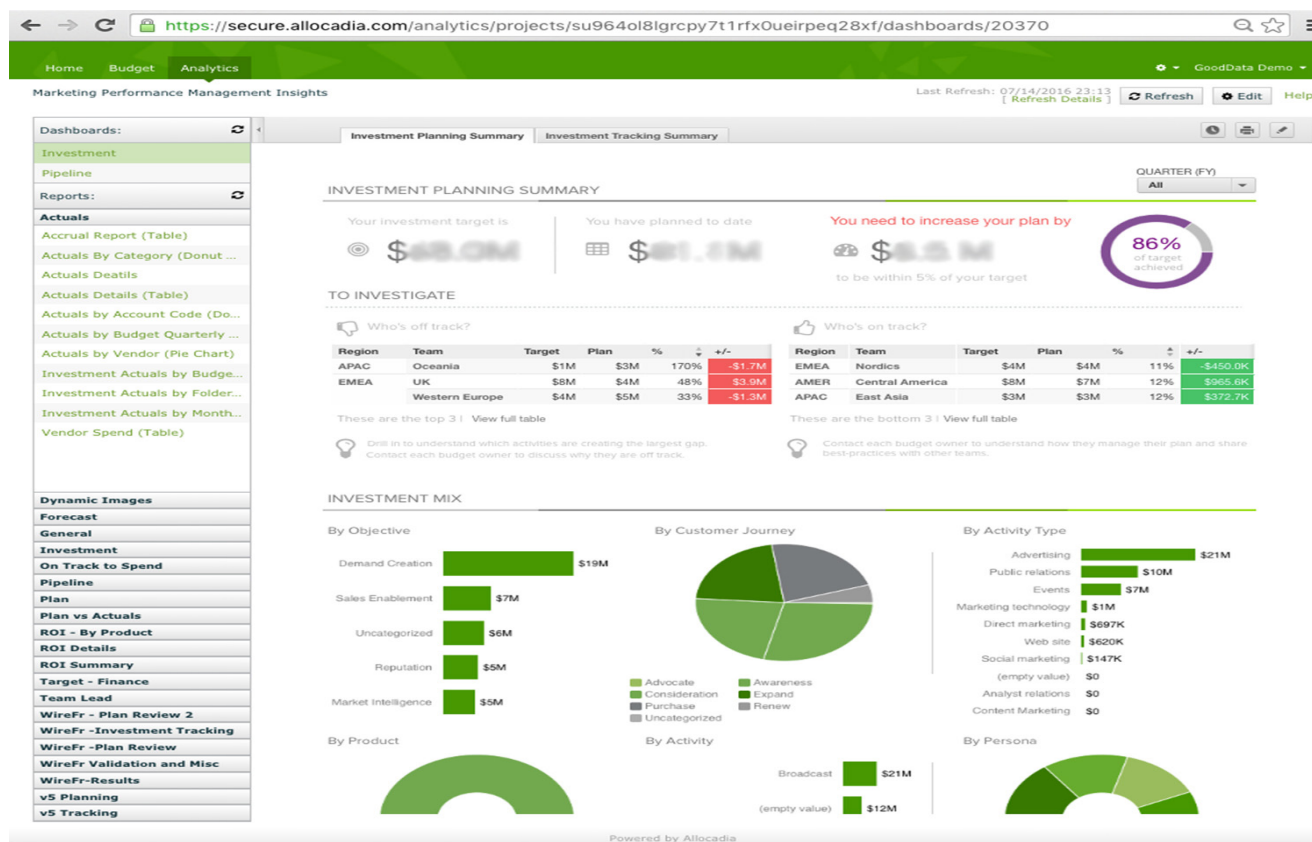 https://secure.allocadia.com/analytics/projects/su964ol8lgrcpy7t1rfx0ueirpeq28xf/dashboards/20370
Home Budget Analytics GoodData Demo
Marketing Performance Management Insights
Last Refresh: 07/14/2016 23:13
[ Refresh Details ]
Refresh Edit Help
Dashboards:
Investment
Pipeline
Reports:
Actuals
Accrual Report (Table)
Actuals By Category (Donut ...
Actuals Deatils
Actuals Details (Table)
Actuals by Account Code (Do...
Actuals by Budget Quarterly ...
Actuals by Vendor (Pie Chart)
Investment Actuals by Budge...
Investment Actuals by Folder...
Investment Actuals by Month...
Vendor Spend (Table)
Dynamic Images
Forecast
General
Investment
On Track to Spend
Pipeline
Plan
Plan vs Actuals
ROI - By Product
ROI Details
ROI Summary
Target - Finance
Team Lead
WireFr - Plan Review 2
WireFr -Investment Tracking
WireFr -Plan Review
WireFr Validation and Misc
WireFr-Results
v5 Planning
v5 Tracking
Investment Planning Summary Investment Tracking Summary
QUARTER (FY)
All
INVESTMENT PLANNING SUMMARY
Your investment target is
$
You have planned to date
$
You need to increase your plan by
$
to be within 5% of your target
86%
of target
achieved
TO INVESTIGATE
Who's off track?
Region Team Target Plan % +/-
APAC Oceania $1M $3M 170% -$1.7M
EMEA UK $8M $4M 48% $3.9M
Western Europe $4M $5M 33% -$1.3M
These are the top 3 | View full table
Drill in to understand which activities are creating the largest gap.
Contact each budget owner to discuss why they are off track.
Who's on track?
Region Team Target Plan % +/-
EMEA Nordics $4M $4M 11% -$450.0K
AMER Central America $8M $7M 12% $965.6K
APAC East Asia $3M $3M 12% $372.7K
These are the bottom 3 | View full table
Contact each budget owner to understand how they manage their plan and share
best-practices with other teams.
INVESTMENT MIX
By Objective
Demand Creation $19M
Sales Enablement $7M
Uncategorized $6M
Reputation $5M
Market Intelligence $5M
By Customer Journey
Advocate Awareness
Consideration Expand
Purchase Renew
Uncategorized
By Activity Type
Advertising $21M
Public relations $10M
Events $7M
Marketing technology $1M
Direct marketing $697K
Web site $620K
Social marketing $147K
(empty value) $0
Analyst relations $0
Content Marketing $0
By Product
By Activity
Broadcast $21M
(empty value) $12M
By Persona
Powered by Allocadia